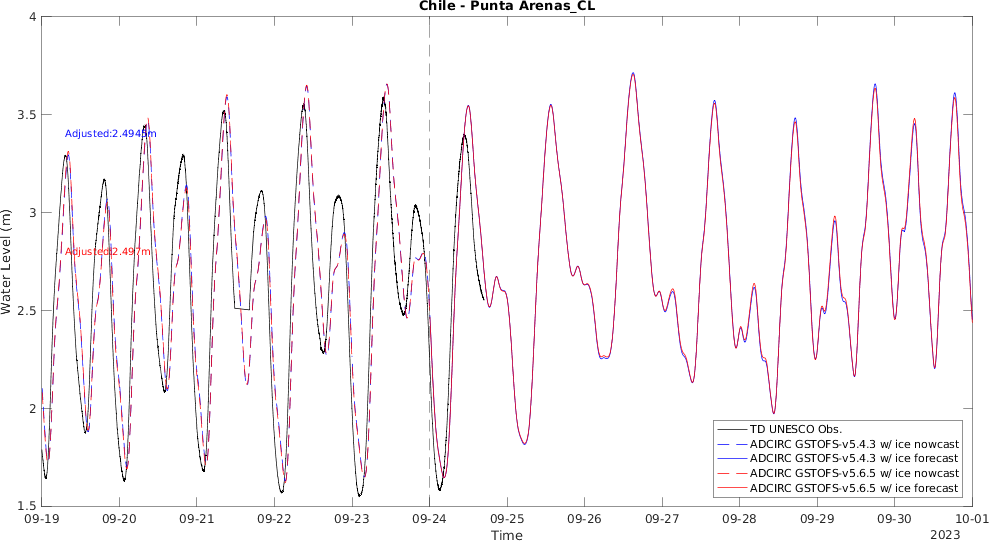 Chile - Punta Arenas_CL
Water Level (m)
4
3.5
3
2.5
2
1.5
Adjusted:2.4945m
Adjusted:2.497m
TD UNESCO Obs.
ADCIRC GSTOFS-v5.4.3 w/ ice nowcast
ADCIRC GSTOFS-v5.4.3 w/ ice forecast
ADCIRC GSTOFS-v5.6.5 w/ ice nowcast
ADCIRC GSTOFS-v5.6.5 w/ ice forecast
09-19 09-20 09-21 09-22 09-23 09-24 09-25 09-26 09-27 09-28 09-29 09-30 10-01
Time
2023